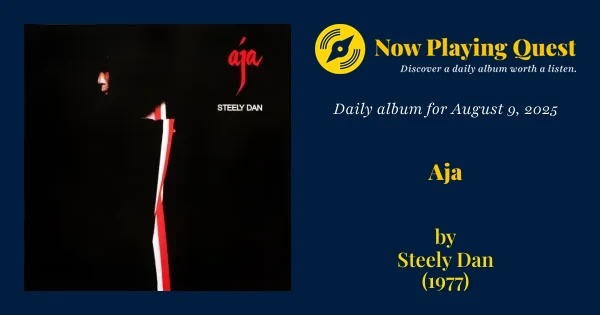 aja
STEELY DAN
Now Playing Quest
Discover a daily album worth a listen.
Daily album for August 9, 2025
Aja
by
Steely Dan
(1977)